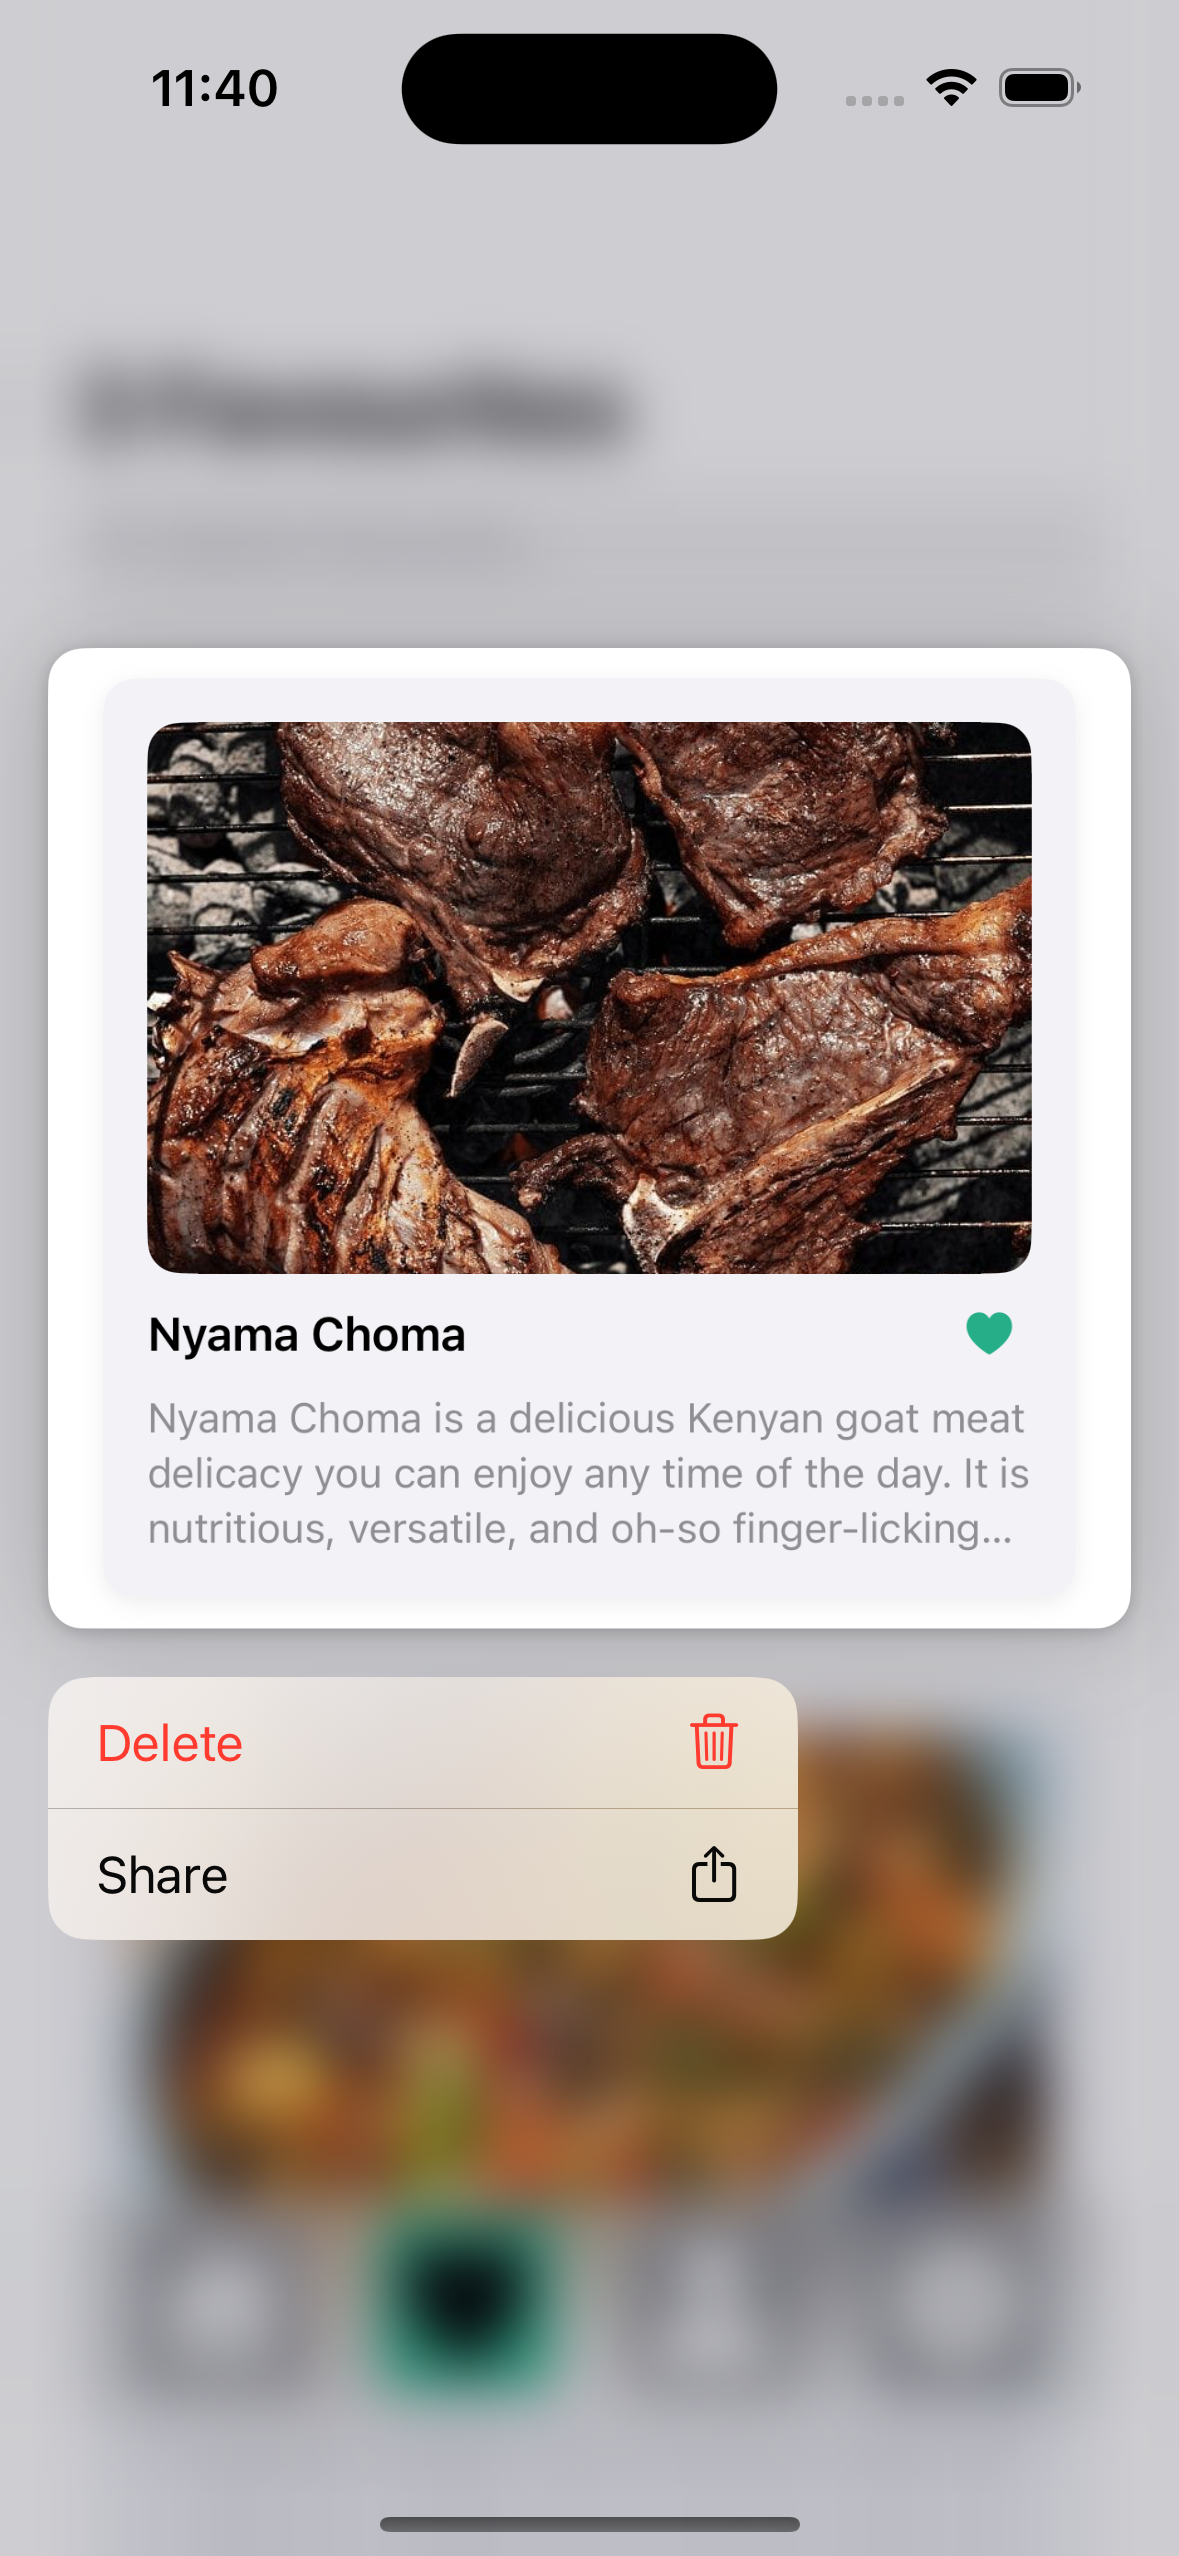 11:40
Nyama Choma
Nyama Choma is a delicious Kenyan goat meat
delicacy you can enjoy any time of the day. It is
nutritious, versatile, and oh-so finger-licking...
Delete
Share